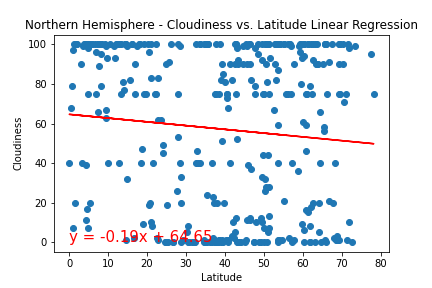 Northern Hemisphere - Cloudiness vs. Latitude Linear Regression
100
80
60
40
20
0
Cloudiness
y = -0.19x + 64.65
0 10 20 30 40 50 60 70 80
Latitude